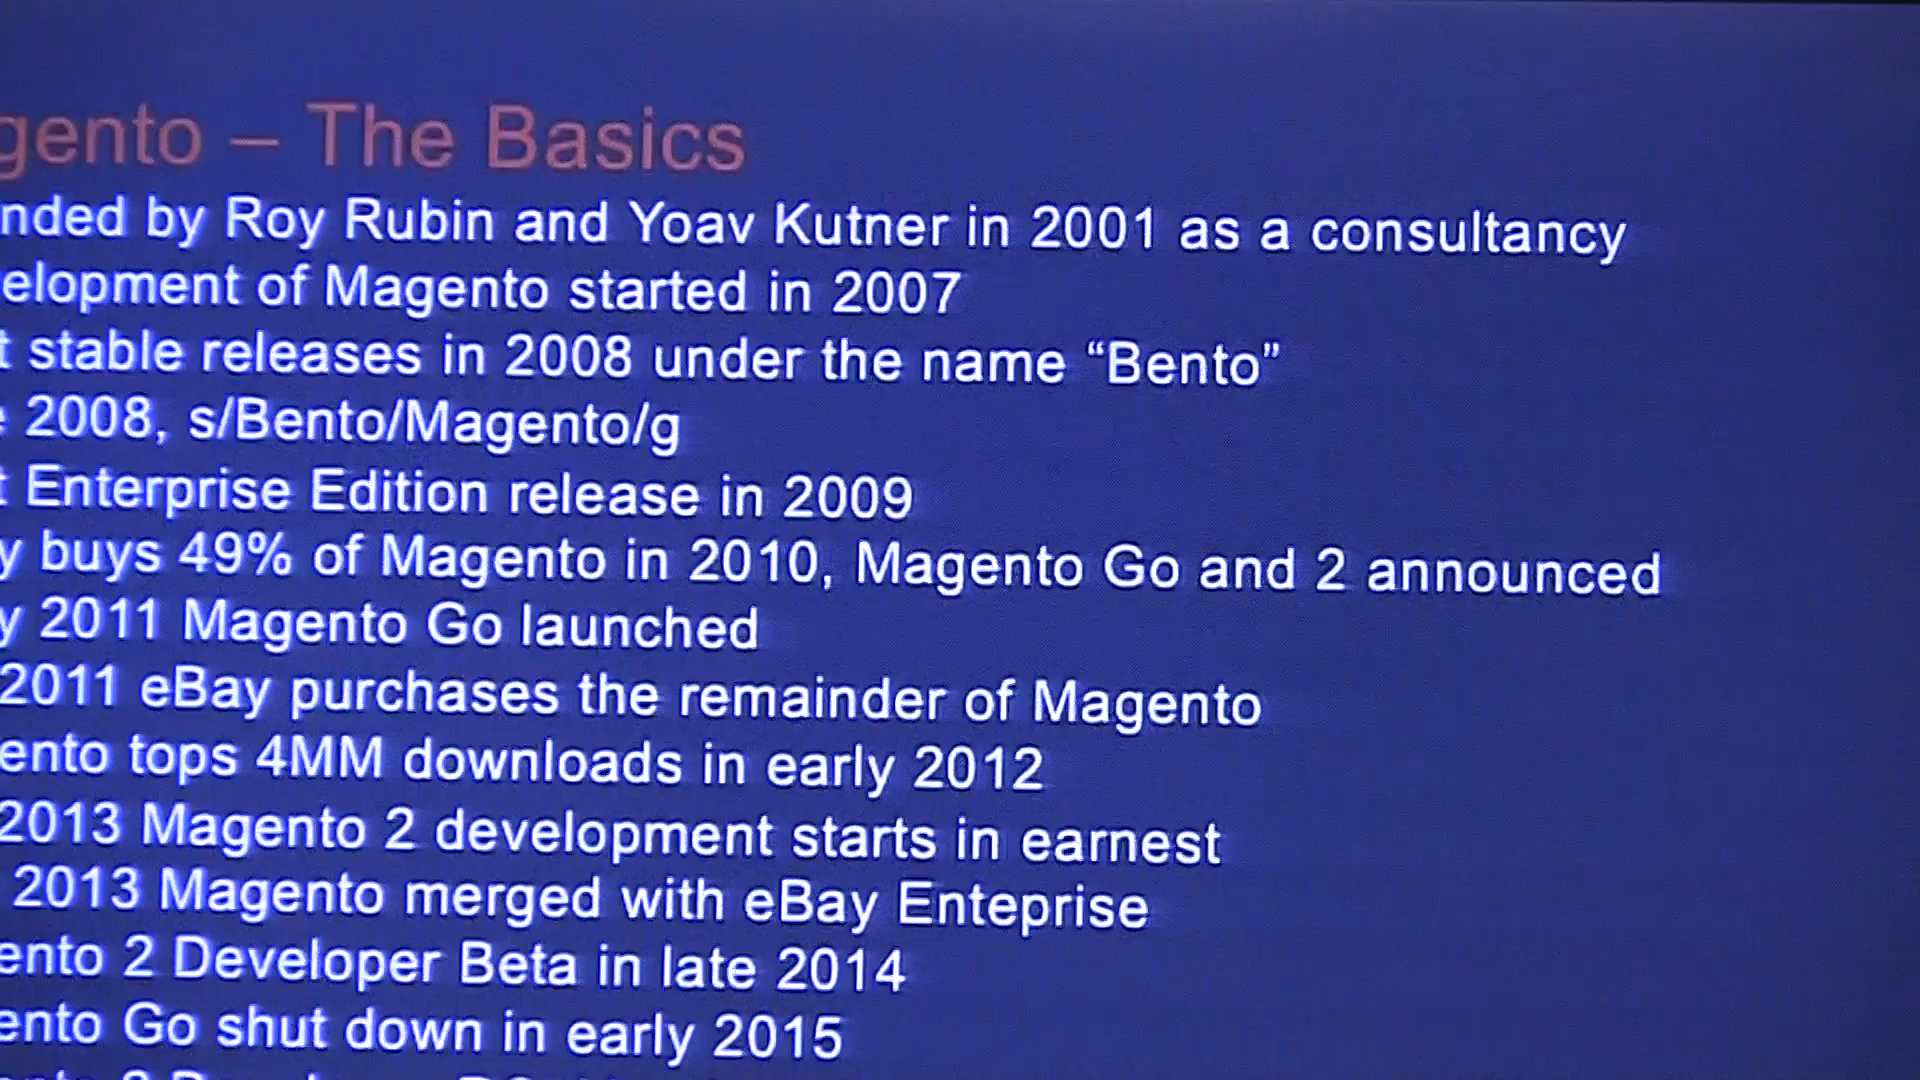 gento – The Basics
nded by Roy Rubin and Yoav Kutner in 2001 as a consultancy
elopment of Magento started in 2007
t stable releases in 2008 under the name “Bento”
e 2008, s/Bento/Magento/g
t Enterprise Edition release in 2009
y buys 49% of Magento in 2010, Magento Go and 2 announced
y 2011 Magento Go launched
2011 eBay purchases the remainder of Magento
ento tops 4MM downloads in early 2012
2013 Magento 2 development starts in earnest
2013 Magento merged with eBay Enteprise
ento 2 Developer Beta in late 2014
ento Go shut down in early 2015